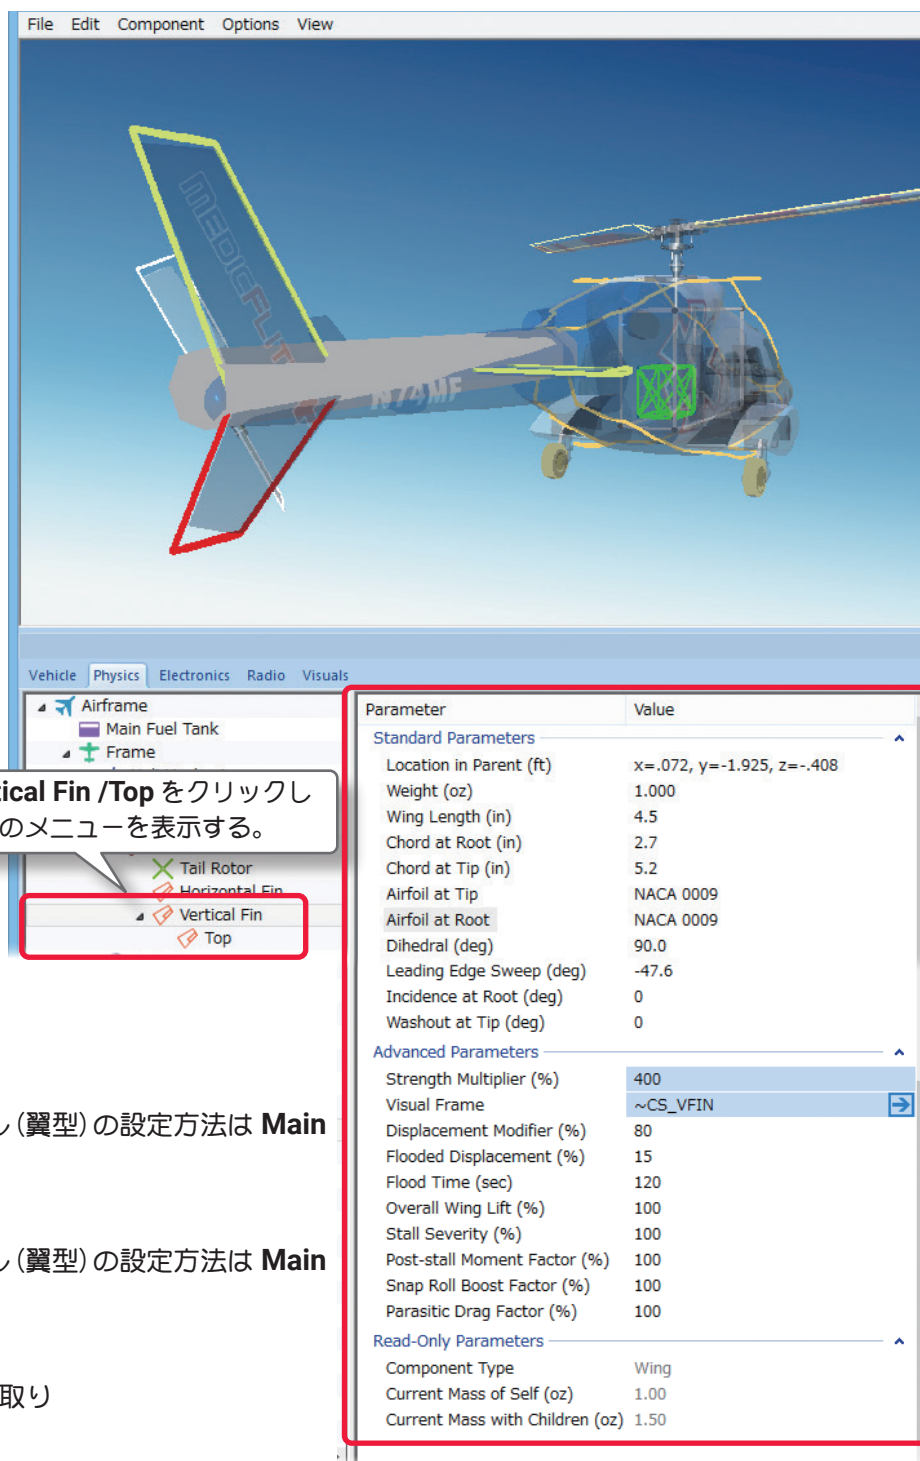 File Edit Component Options View
MEDICFLIT
N74MF
Vehicle Physics Electronics Radio Visuals
Airframe
Main Fuel Tank
Frame
tical Fin /Top をクリックし
のメニューを表示する。
Tail Rotor
Horizontal Fin
Vertical Fin
Top
Parameter Value
Standard Parameters
Location in Parent (ft) x=.072, y=-1.925, z=-.408
Weight (oz) 1.000
Wing Length (in) 4.5
Chord at Root (in) 2.7
Chord at Tip (in) 5.2
Airfoil at Tip NACA 0009
Airfoil at Root NACA 0009
Dihedral (deg) 90.0
Leading Edge Sweep (deg) -47.6
Incidence at Root (deg) 0
Washout at Tip (deg) 0
Advanced Parameters
Strength Multiplier (%) 400
Visual Frame ~CS_VFIN
Displacement Modifier (%) 80
Flooded Displacement (%) 15
Flood Time (sec) 120
Overall Wing Lift (%) 100
Stall Severity (%) 100
Post-stall Moment Factor (%) 100
Snap Roll Boost Factor (%) 100
Parasitic Drag Factor (%) 100
Read-Only Parameters
Component Type Wing
Current Mass of Self (oz) 1.00
Current Mass with Children (oz) 1.50
ル(翼型)の設定方法は Main
ル(翼型)の設定方法は Main
取り